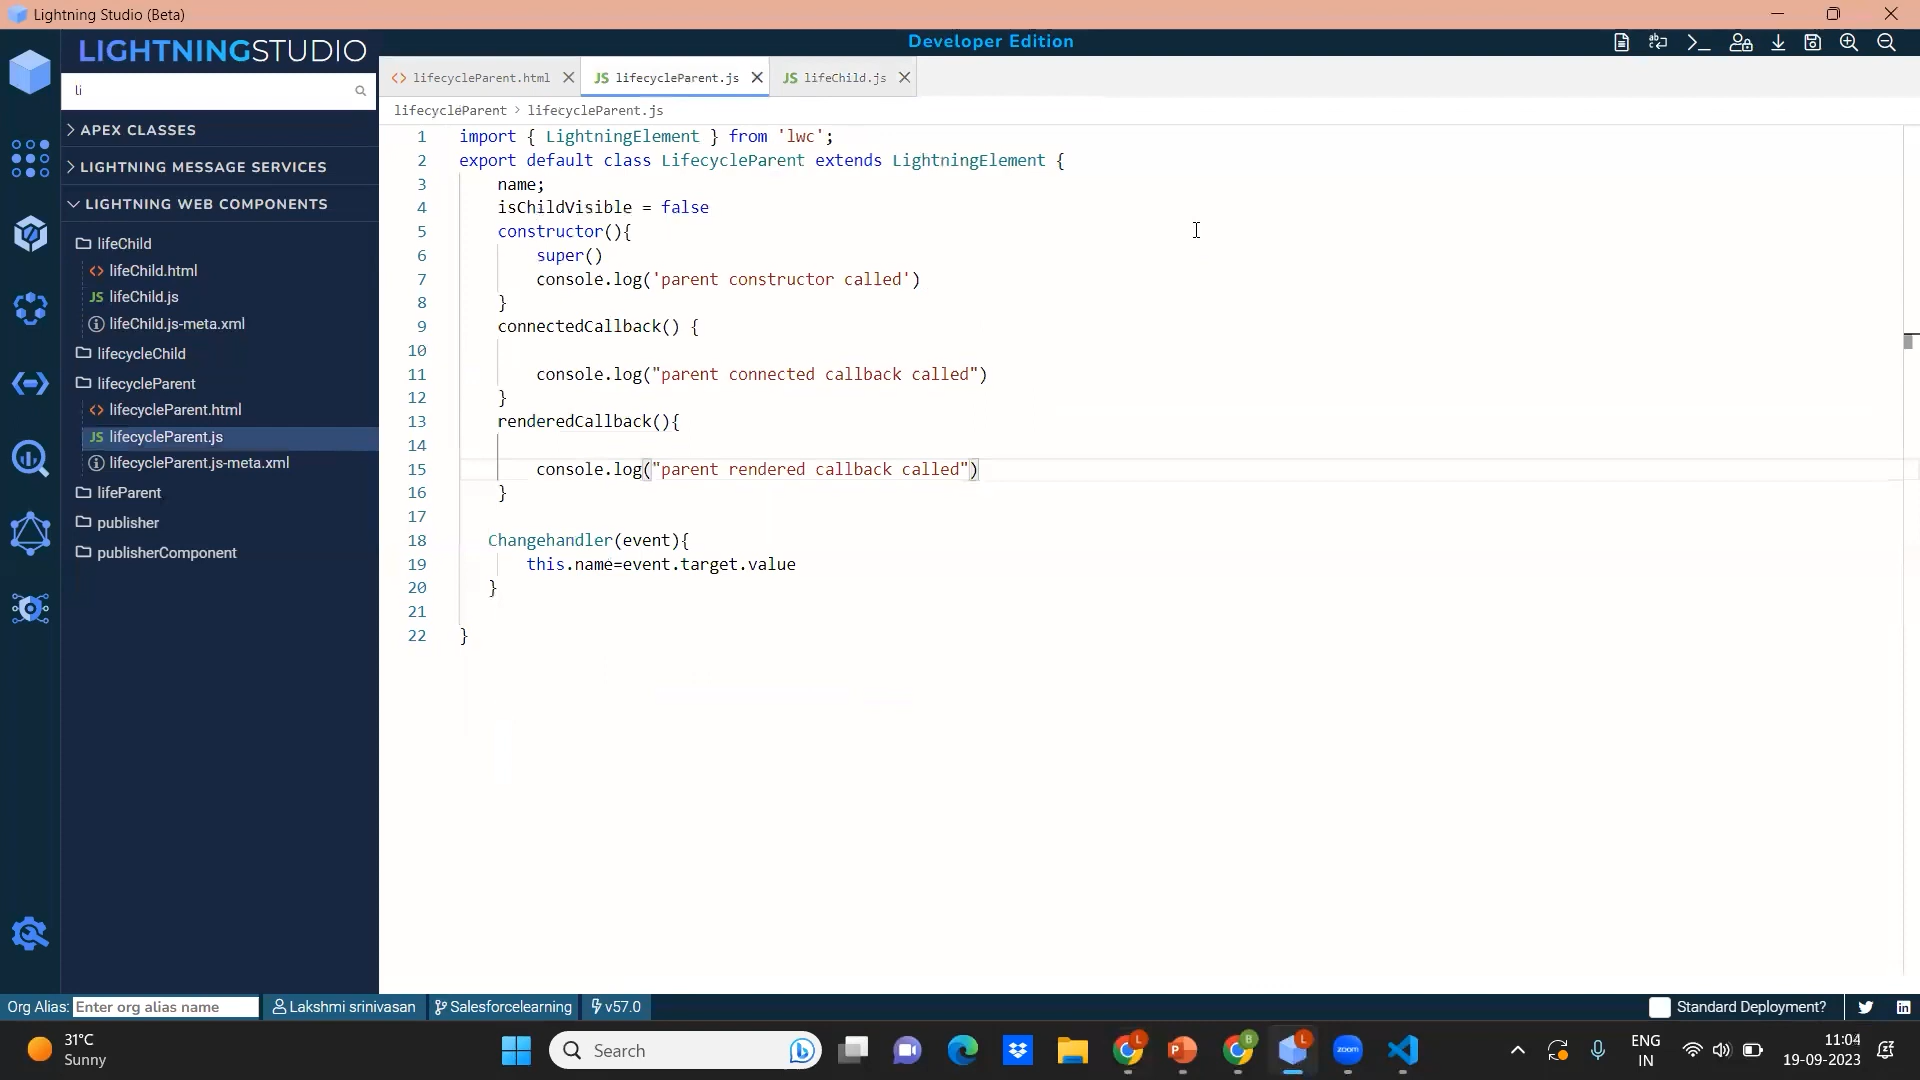 Lightning Studio (Beta)
LIGHTNINGSTUDIO
Developer Edition
li
APEX CLASSES
LIGHTNING MESSAGE SERVICES
LIGHTNING WEB COMPONENTS
lifeChild
<> lifeChild.html
JS lifeChild.js
lifeChild.js-meta.xml
lifecycleChild
lifecycleParent
<> lifecycleParent.html
JS lifecycleParent.js
lifecycleParent.js-meta.xml
lifeParent
publisher
publisherComponent
<> lifecycleParent.html
JS lifecycleParent.js
JS lifeChild.js
lifecycleParent > lifecycleParent.js
1 import { LightningElement } from 'lwc';
2 export default class LifecycleParent extends LightningElement {
3 name;
4 isChildVisible = false
5 constructor(){
6 super()
7 console.log('parent constructor called')
8 }
9 connectedCallback() {
10
11 console.log("parent connected callback called")
12 }
13 renderedCallback(){
14
15 console.log("parent rendered callback called")
16 }
17
18 Changehandler(event){
19 this.name=event.target.value
20 }
21
22 }
Org Alias: Enter org alias name
Lakshmi srinivasan
Salesforcelearning
v57.0
Standard Deployment?
31°C
Sunny
Search
zoom
ENG
IN
11:04
19-09-2023